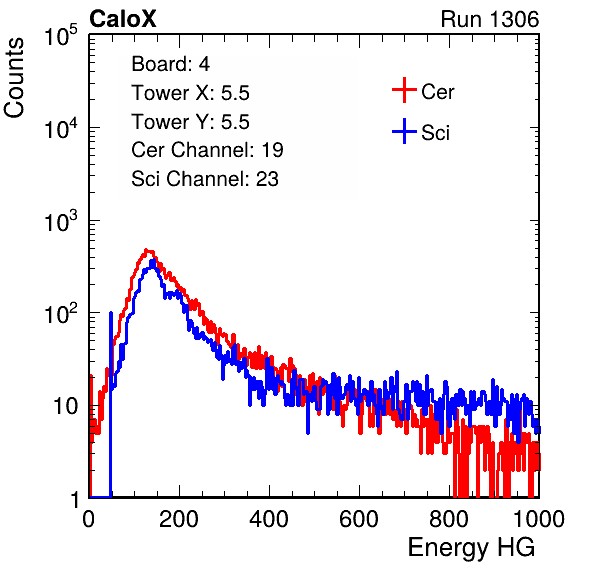 CaloX Run 1306
Counts
10^5
10^4
10^3
10^2
10
1
Board: 4
Tower X: 5.5
Tower Y: 5.5
Cer Channel: 19
Sci Channel: 23
Cer
Sci
0 200 400 600 800 1000
Energy HG